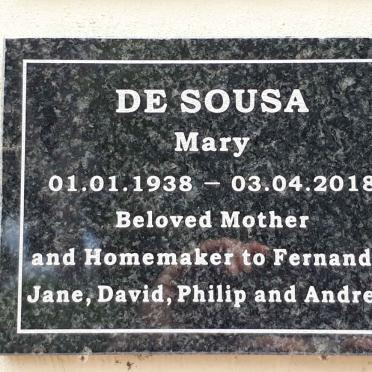 DE SOUSA
Mary
01.01.1938 – 03.04.2018
Beloved Mother
and Homemaker to Fernand
Jane, David, Philip and Andre